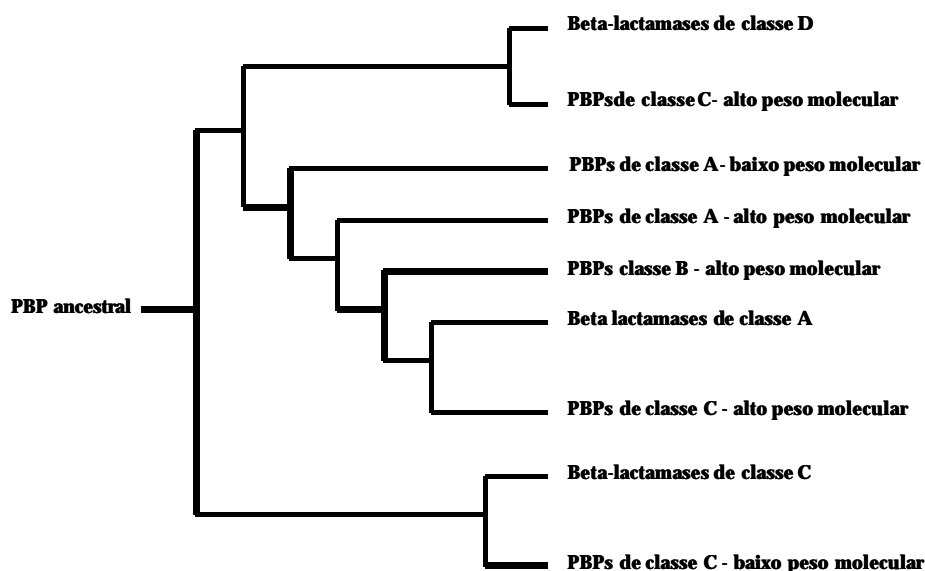 Beta-lactamases de classe D
PBPsde classe C- alto peso molecular
PBPs de classe A - baixo peso molecular
PBPs de classe A - alto peso molecular
PBPs classe B - alto peso molecular
PBP ancestral
Beta lactamases de classe A
PBPs de classe C - alto peso molecular
Beta-lactamases de classe C
PBPs de classe C - baixo peso molecular